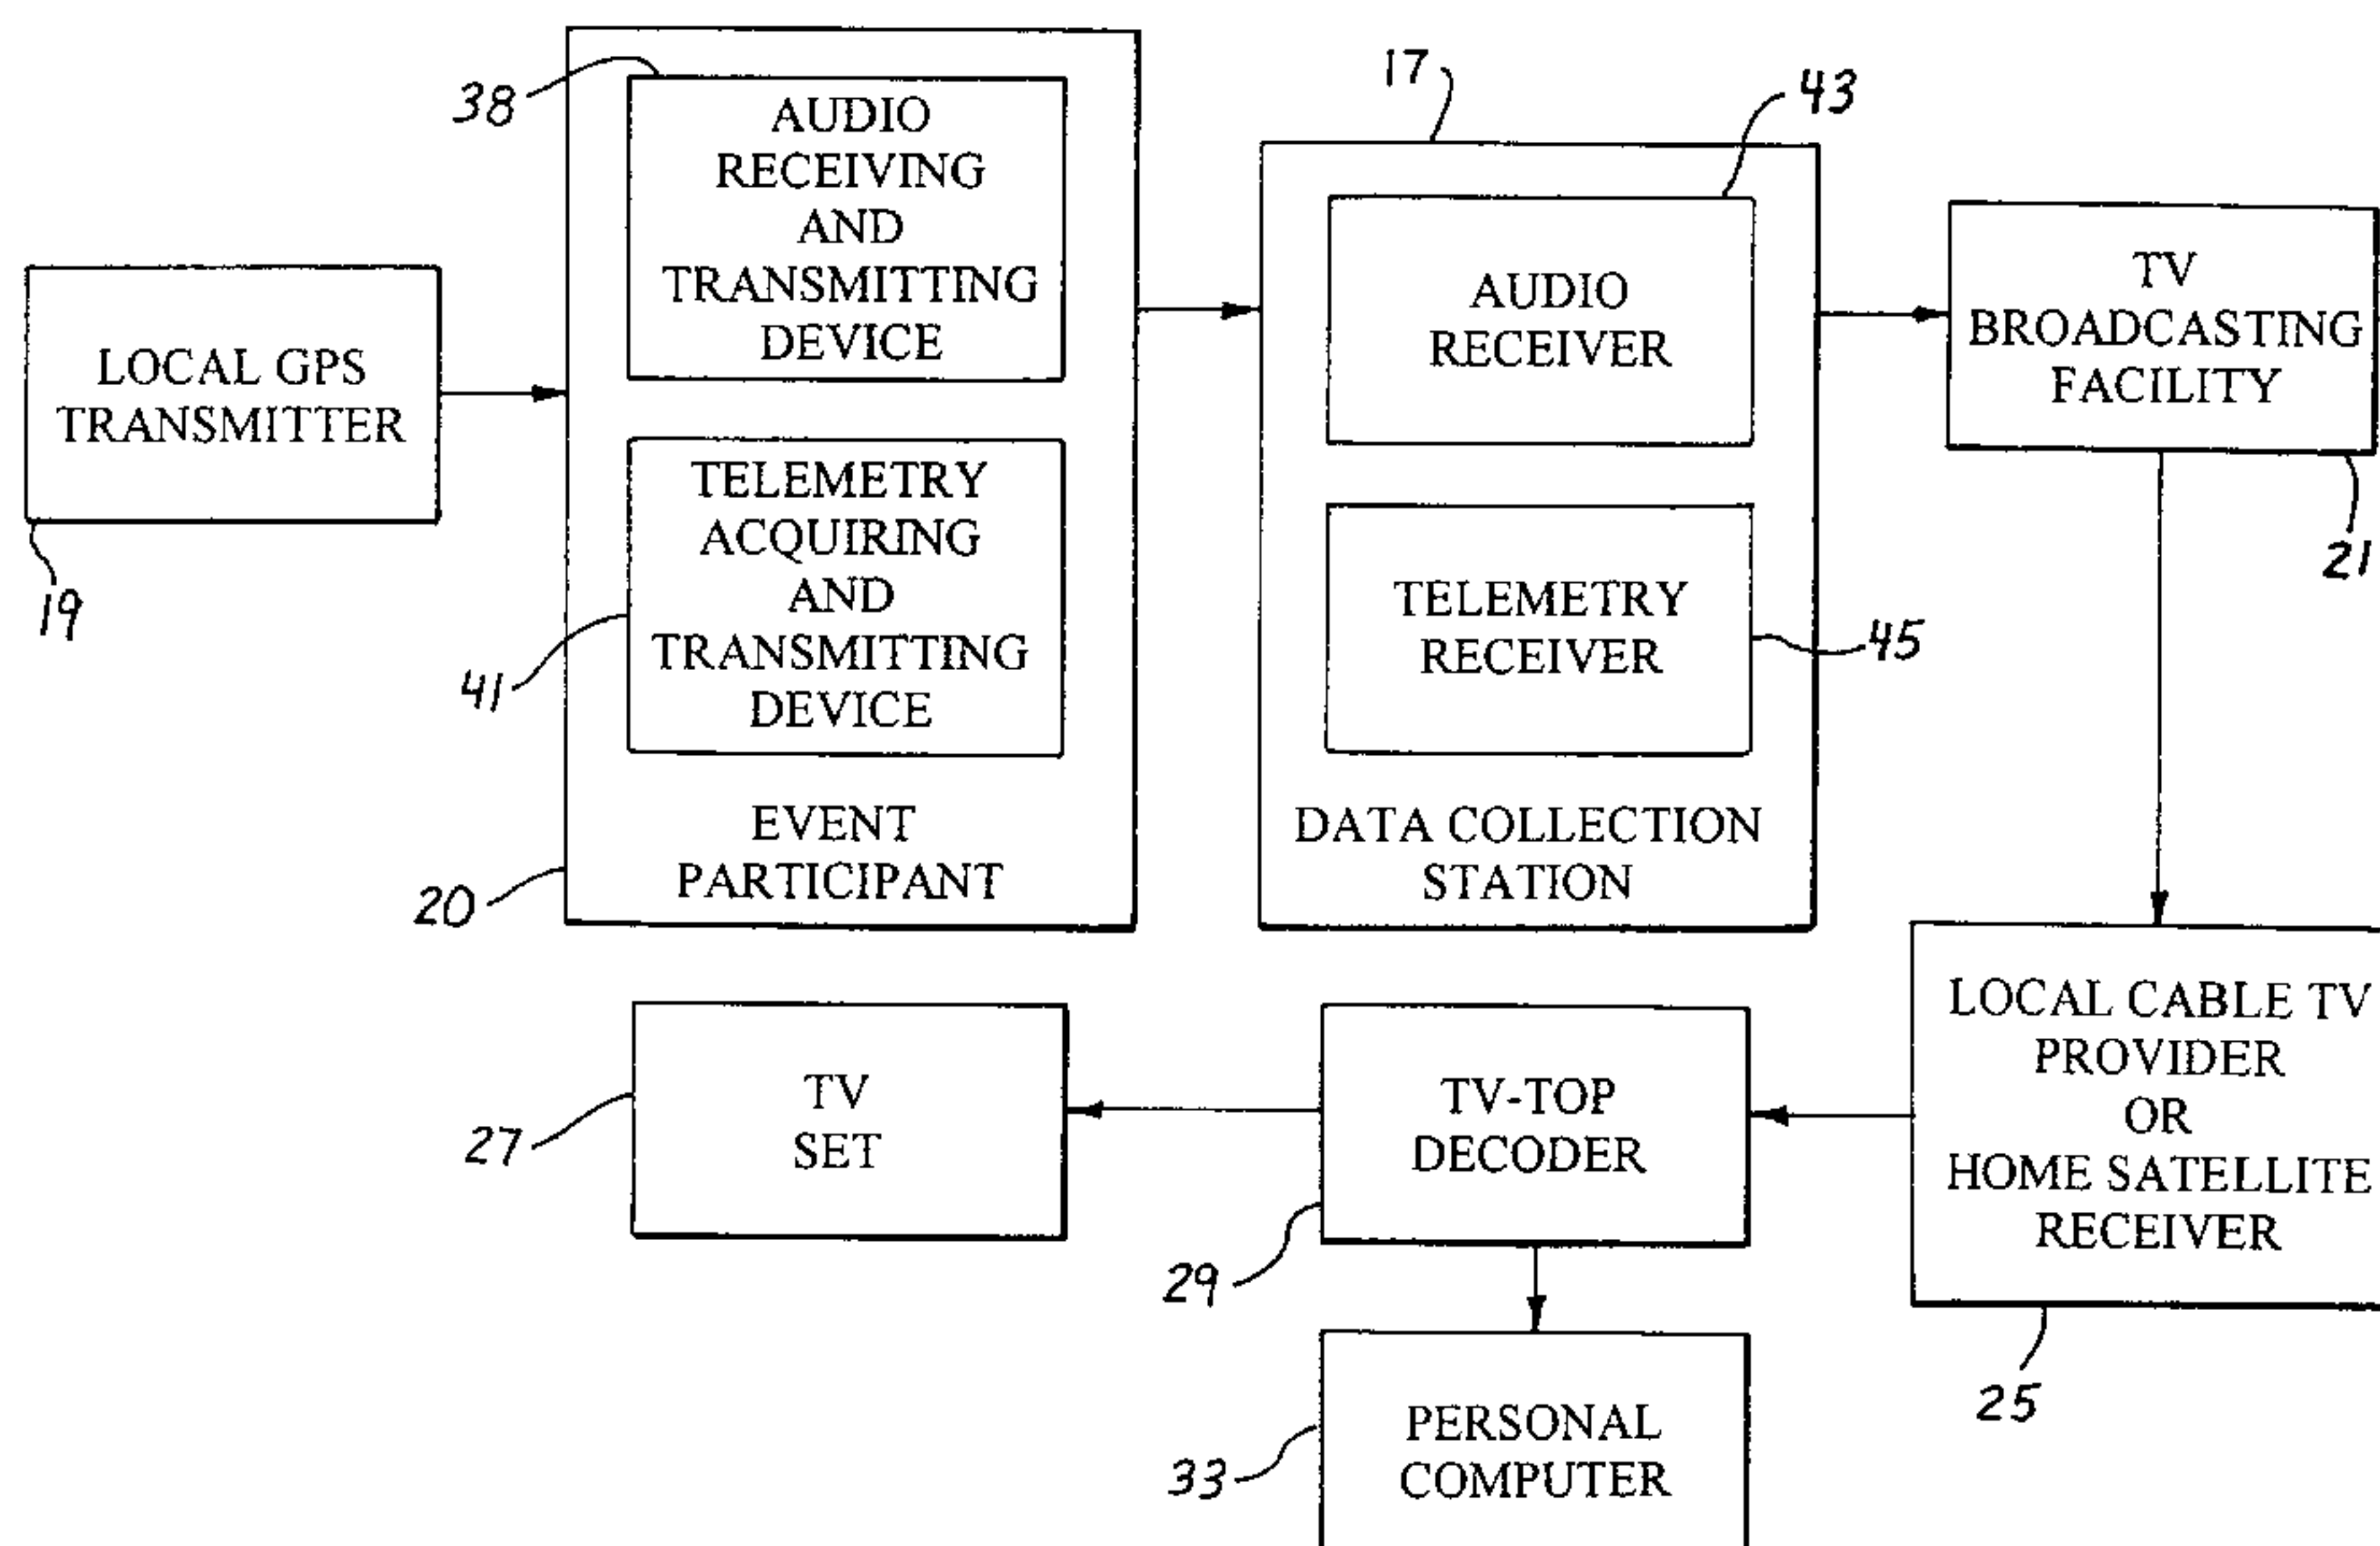 38
AUDIO
RECEIVING
AND
TRANSMITTING
DEVICE
17
43
AUDIO
RECEIVER
TV
BROADCASTING
FACILITY
21
LOCAL GPS
TRANSMITTER
19
TELEMETRY
ACQUIRING
AND
TRANSMITTING
DEVICE
41
TELEMETRY
RECEIVER
45
EVENT
PARTICIPANT
20
DATA COLLECTION
STATION
LOCAL CABLE TV
PROVIDER
OR
HOME SATELLITE
RECEIVER
25
TV
SET
27
TV-TOP
DECODER
29
PERSONAL
COMPUTER
33